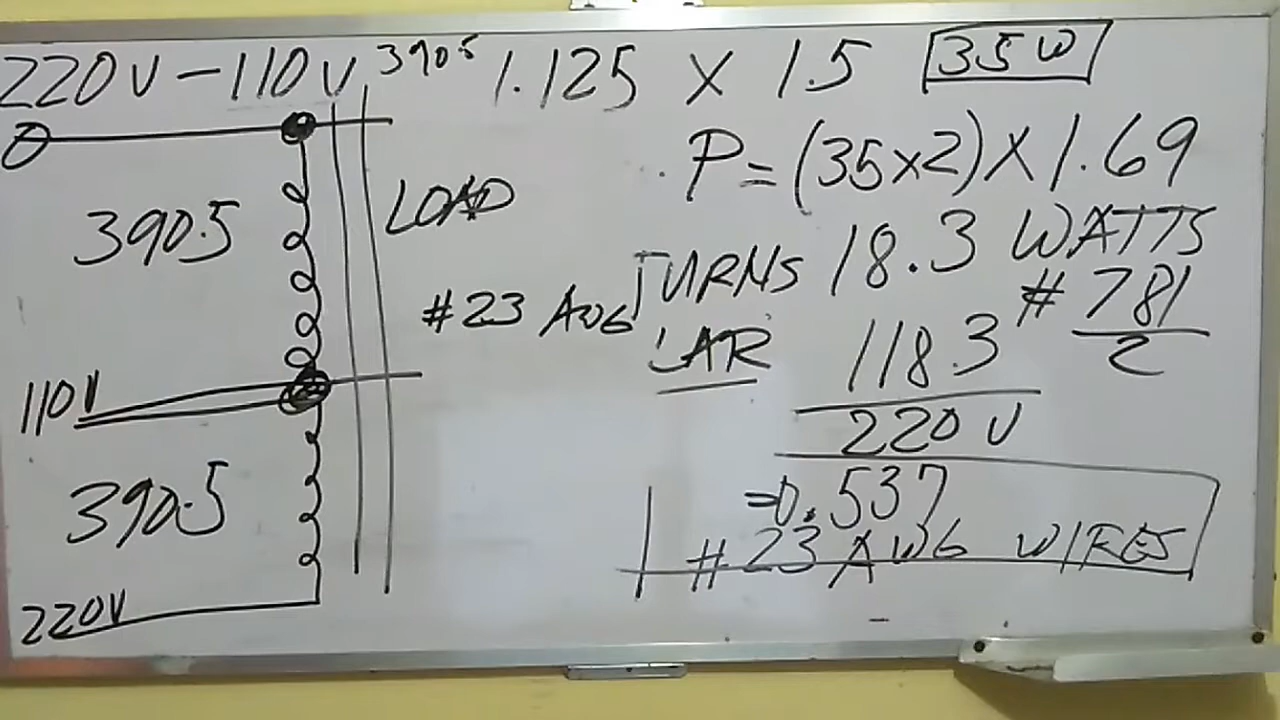 220V-110V 390.5 1.125 X 1.5 35W
P=(35x2)X1.69
390.5
LOAD
TURNS 18.3 WATTS
#23 AWG
# 781
2
LAR 118.3
110V
220V
390.5
=0.537
#23 AWG WIRES
220V